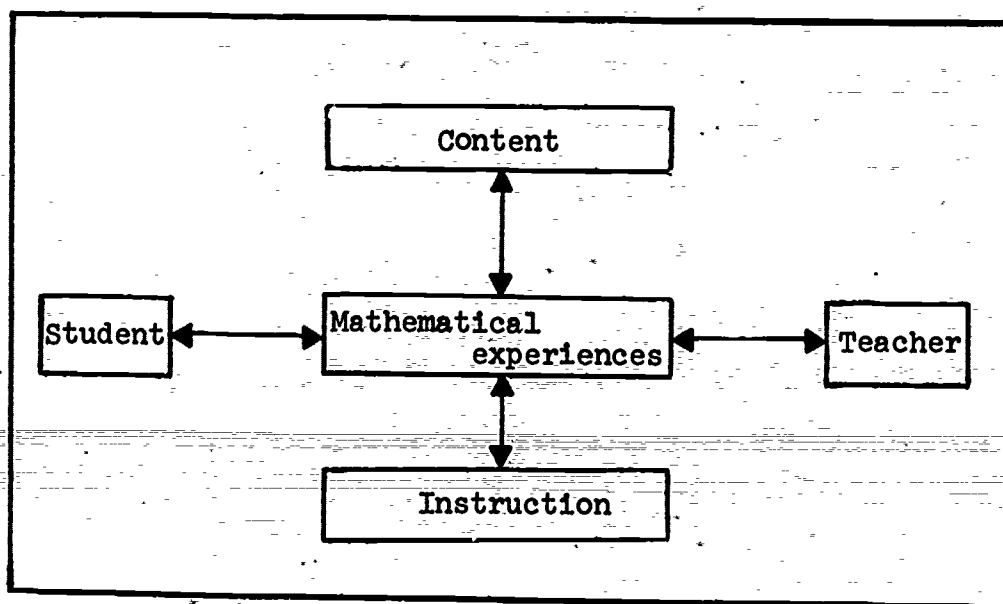 Content
Student
Mathematical
experiences
Teacher
Instruction